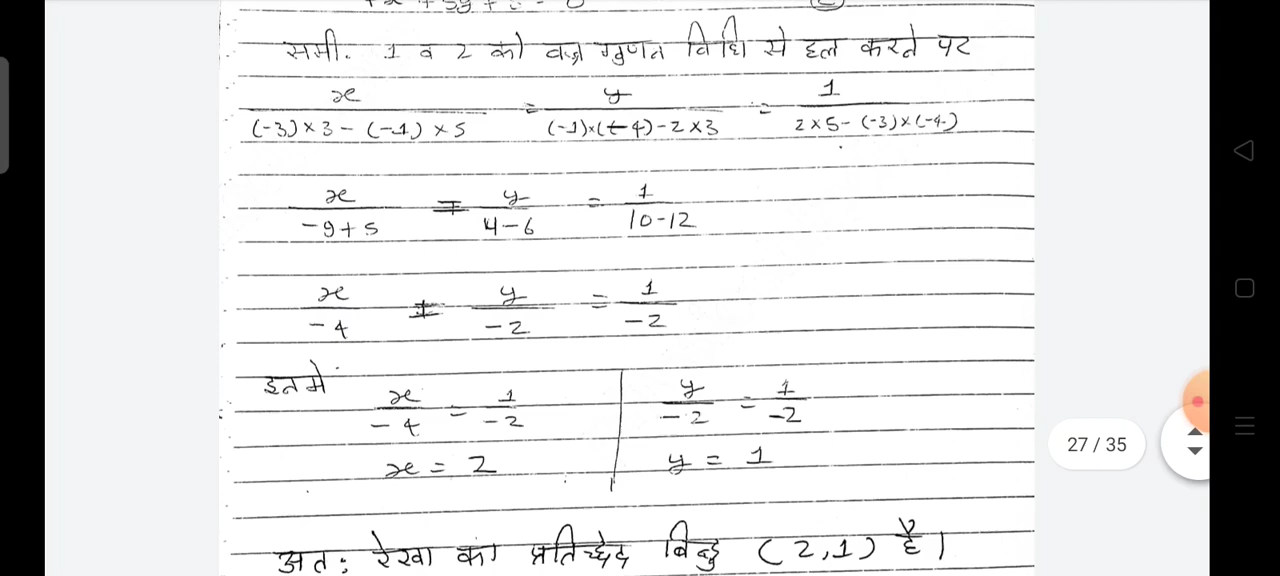 समी. 1 व 2 को वज्र गुणन विधि से हल करने पर
x/((-3)×3-(-1)×5) = y/((-1)×(-4)-2×3) = 1/(2×5-(-3)×(-4))
x/(-9+5) = y/(4-6) = 1/(10-12)
x/-4 = y/-2 = 1/-2
इनमे x/-4 = 1/-2 | y/-2 = 1/-2
x = 2 | y = 1
27 / 35
अत: रेखा का प्रतिच्छेद बिन्दु (2,1) है।